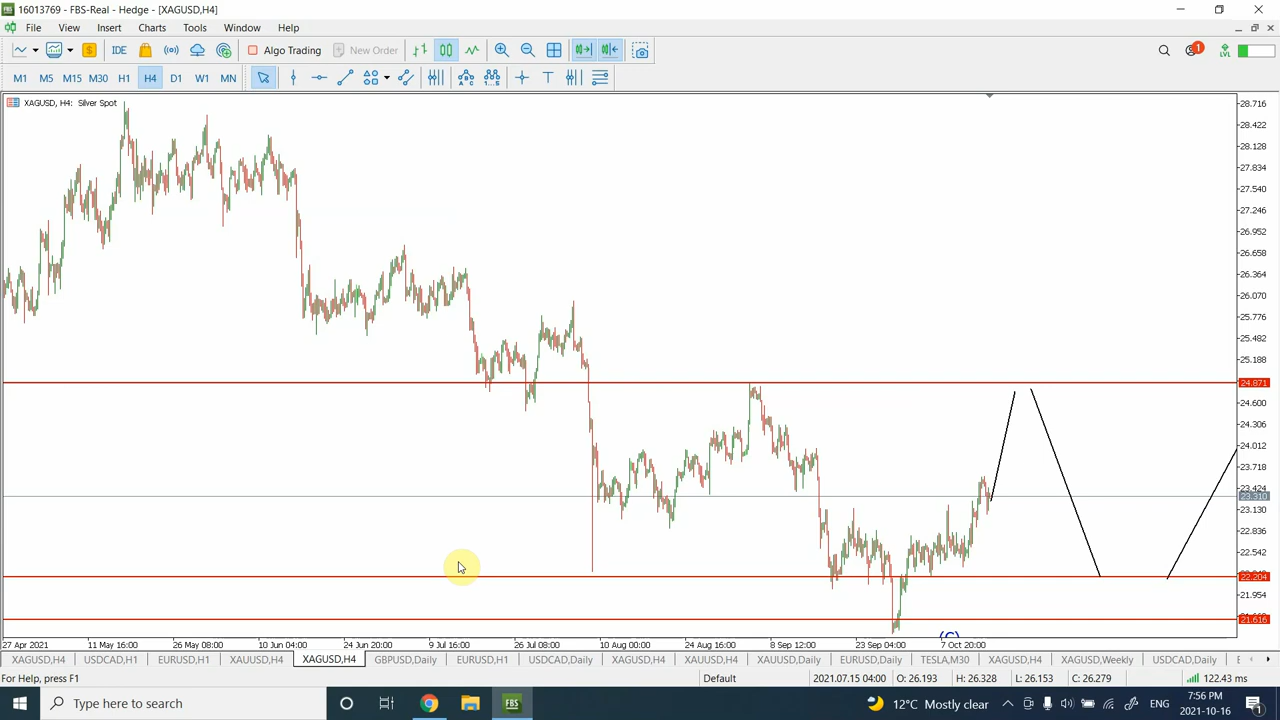 16013769 - FBS-Real - Hedge - [XAGUSD,H4]
File View Insert Charts Tools Window Help
IDE Algo Trading New Order 1 LVL
M1 M5 M15 M30 H1 H4 D1 W1 MN T
XAGUSD, H4: Silver Spot
28.716
28.422
28.128
27.834
27.540
27.246
26.952
26.658
26.364
26.070
25.776
25.482
25.188
24.871
24.600
24.306
24.012
23.718
23.424
23.310
23.130
22.836
22.542
22.204
21.954
21.616
(C)
27 Apr 2021 11 May 16:00 26 May 08:00 10 Jun 04:00 24 Jun 20:00 9 Jul 16:00 26 Jul 08:00 10 Aug 00:00 24 Aug 16:00 8 Sep 12:00 23 Sep 04:00 7 Oct 20:00
XAGUSD,H4 USDCAD,H1 EURUSD,H1 XAUUSD,H4 XAGUSD,H4 GBPUSD,Daily EURUSD,H1 USDCAD,Daily XAGUSD,H4 XAUUSD,H4 XAUUSD,Daily EURUSD,Daily TESLA,M30 XAGUSD,H4 XAGUSD,Weekly USDCAD,Daily
For Help, press F1 Default 2021.07.15 04:00 O: 26.193 H: 26.328 L: 26.153 C: 26.279 122.43 ms
Type here to search FBS 12°C Mostly clear ENG 7:56 PM
2021-10-16 1